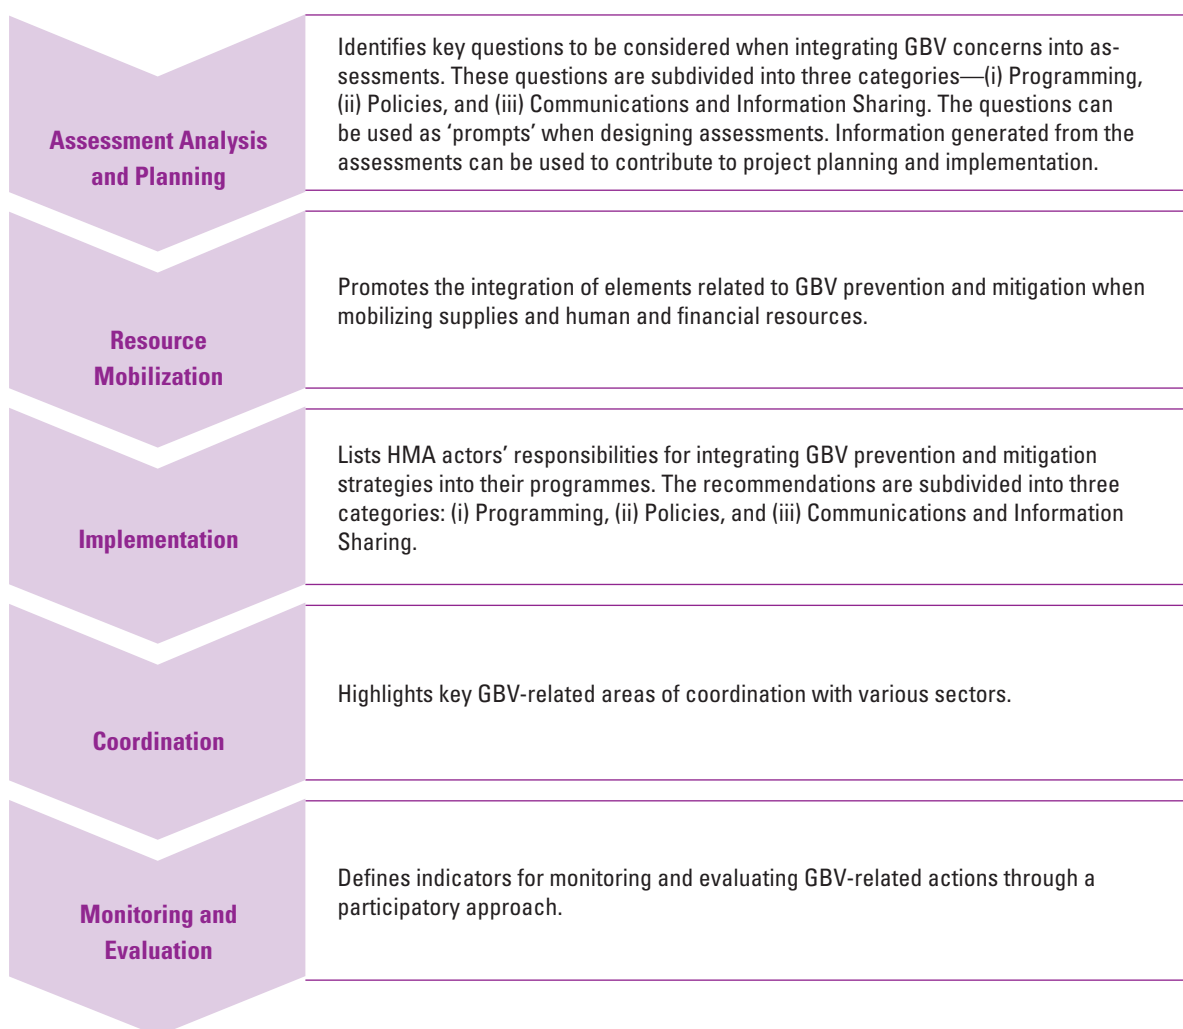 Assessment Analysis
and Planning
Identifies key questions to be considered when integrating GBV concerns into as-
sessments. These questions are subdivided into three categories—(i) Programming,
(ii) Policies, and (iii) Communications and Information Sharing. The questions can
be used as ‘prompts’ when designing assessments. Information generated from the
assessments can be used to contribute to project planning and implementation.
Resource
Mobilization
Promotes the integration of elements related to GBV prevention and mitigation when
mobilizing supplies and human and financial resources.
Implementation
Lists HMA actors’ responsibilities for integrating GBV prevention and mitigation
strategies into their programmes. The recommendations are subdivided into three
categories: (i) Programming, (ii) Policies, and (iii) Communications and Information
Sharing.
Coordination
Highlights key GBV-related areas of coordination with various sectors.
Monitoring and
Evaluation
Defines indicators for monitoring and evaluating GBV-related actions through a
participatory approach.